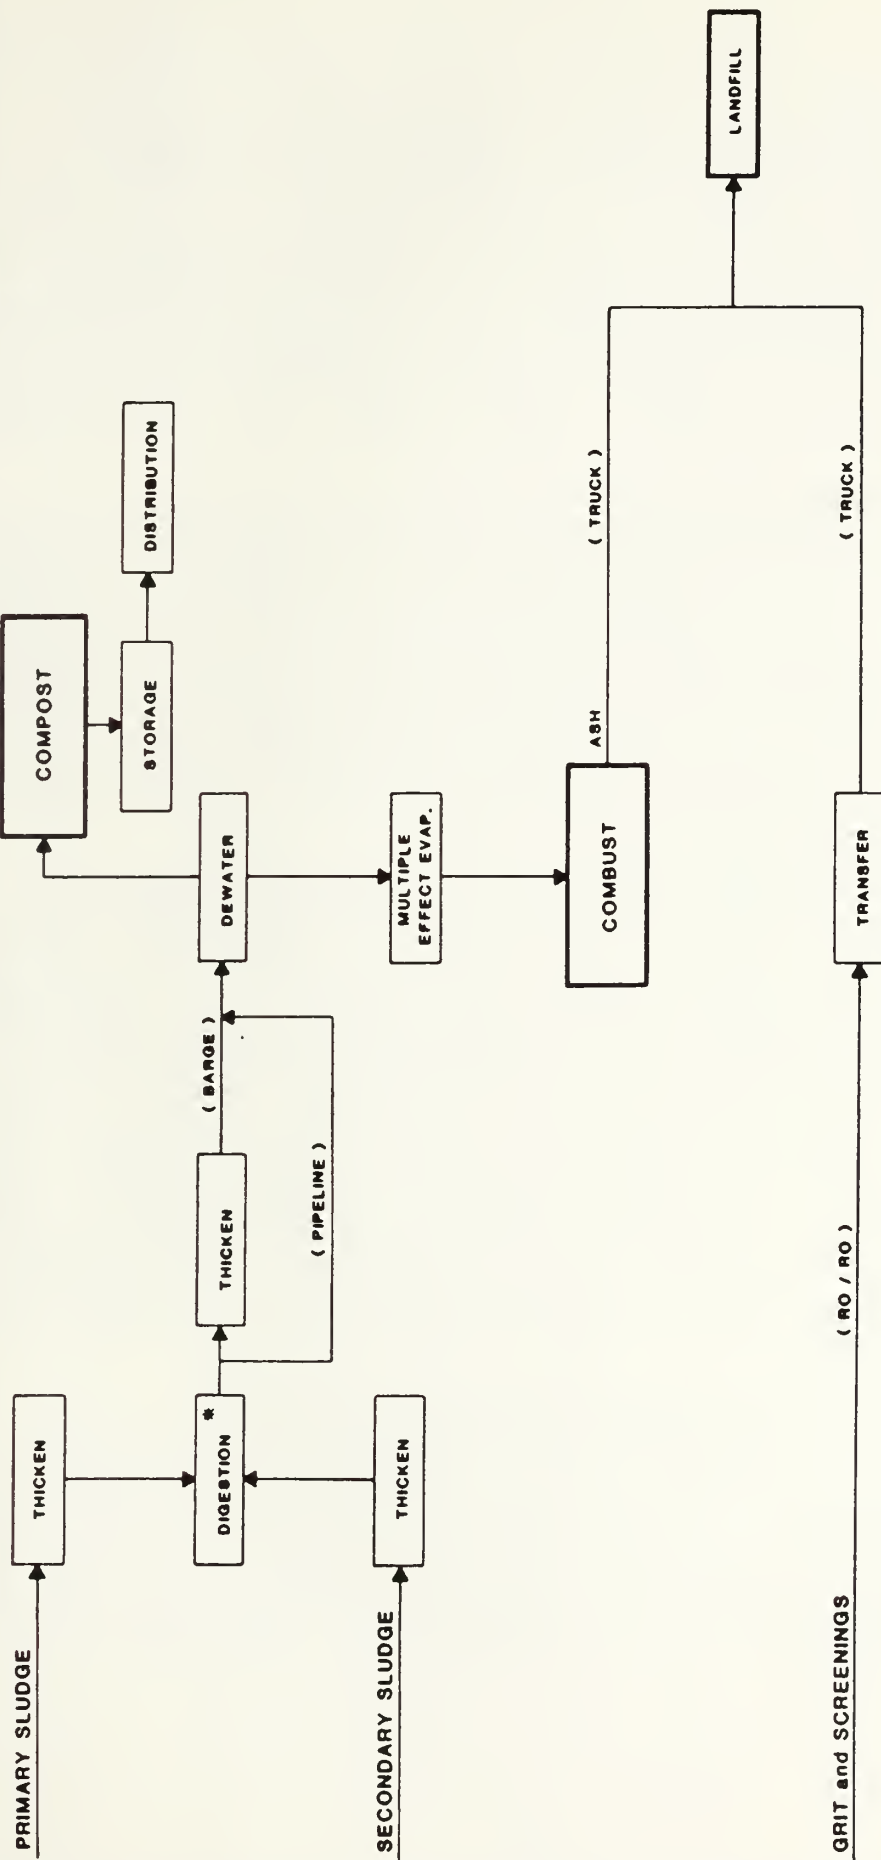 PRIMARY SLUDGE
THICKEN
SECONDARY SLUDGE
THICKEN
DIGESTION *
THICKEN
( BARGE )
( PIPELINE )
DEWATER
COMPOST
STORAGE
DISTRIBUTION
MULTIPLE
EFFECT EVAP.
COMBUST
ASH
( TRUCK )
GRIT and SCREENINGS
( RO / RO )
TRANSFER
( TRUCK )
LANDFILL